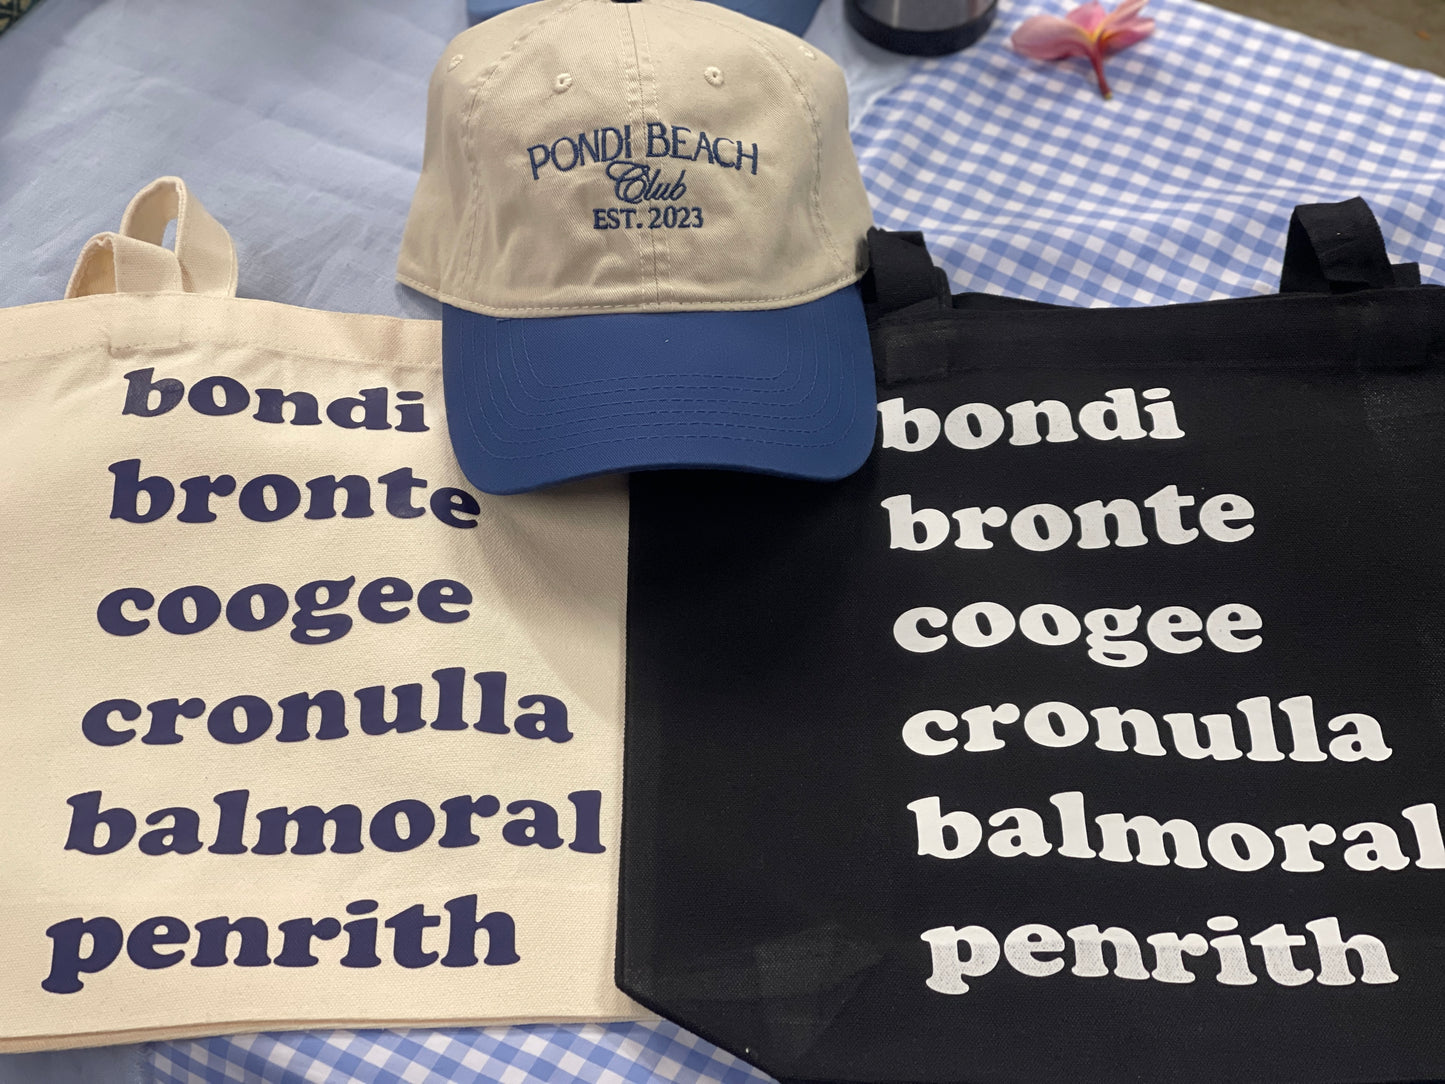 PONDI BEACH
Club
EST. 2023
bondi
bronte
coogee
cronulla
balmoral
penrith
bondi
bronte
coogee
cronulla
balmoral
penrith